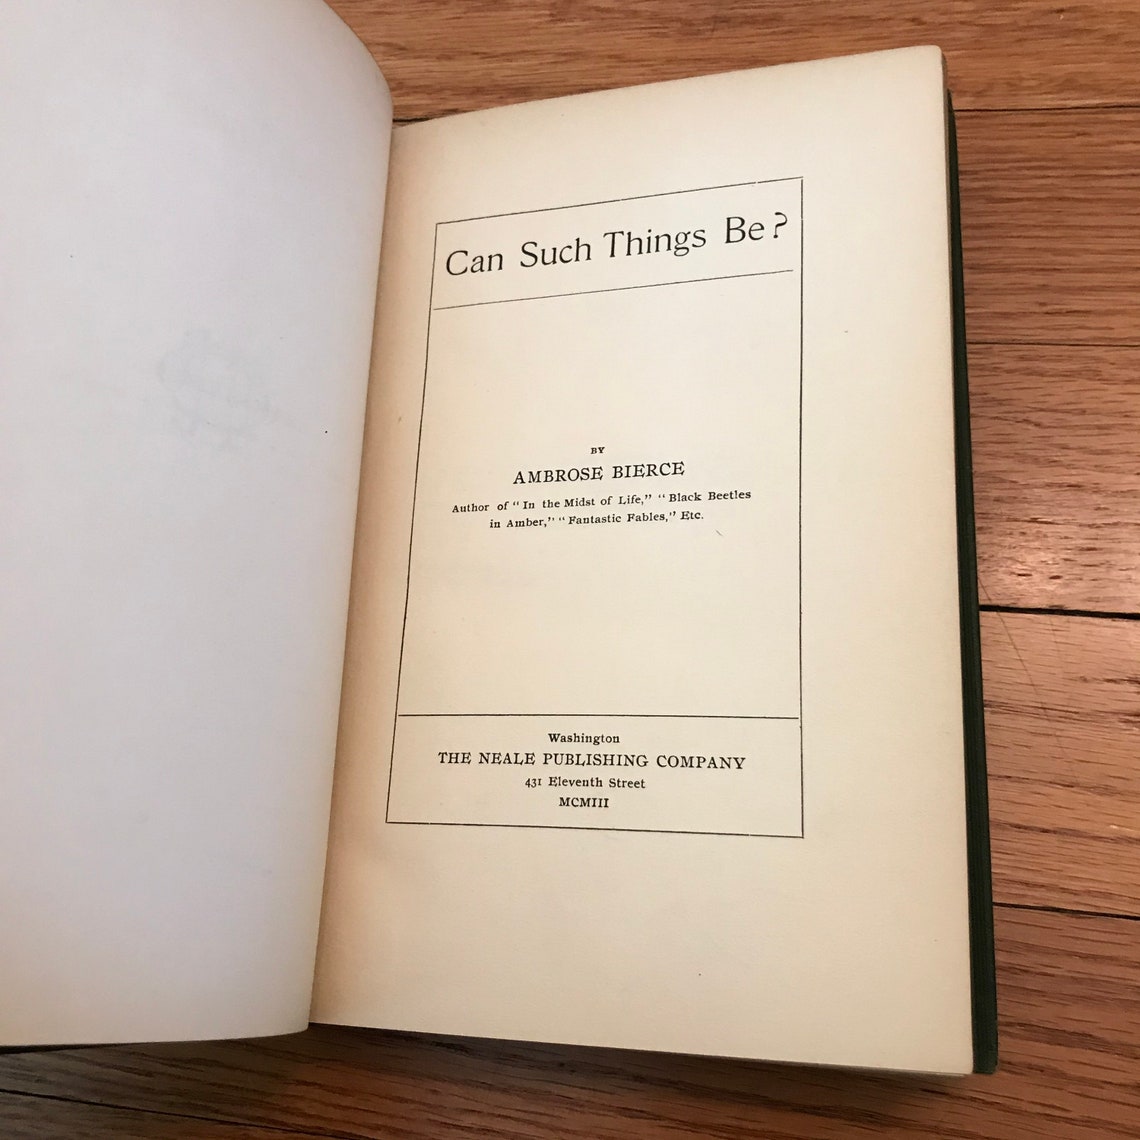 Can Such Things Be?
BY
AMBROSE BIERCE
Author of "In the Midst of Life," "Black Beetles
in Amber," "Fantastic Fables," Etc.
Washington
THE NEALE PUBLISHING COMPANY
431 Eleventh Street
MCMIII